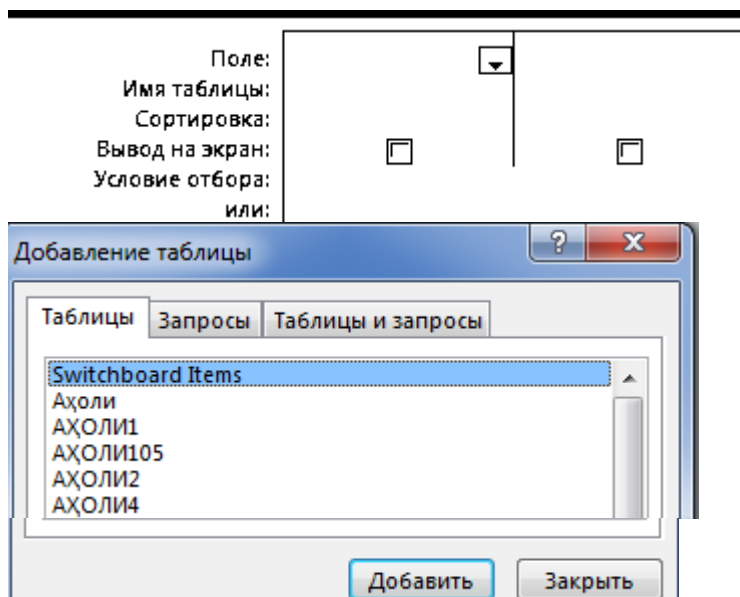 Поле:
Имя таблицы:
Сортировка:
Вывод на экран:
Условие отбора:
или:
Добавление таблицы
Таблицы Запросы Таблицы и запросы
Switchboard Items
Аҳоли
АҲОЛИ1
АҲОЛИ105
АҲОЛИ2
АҲОЛИ4
Добавить Закрыть